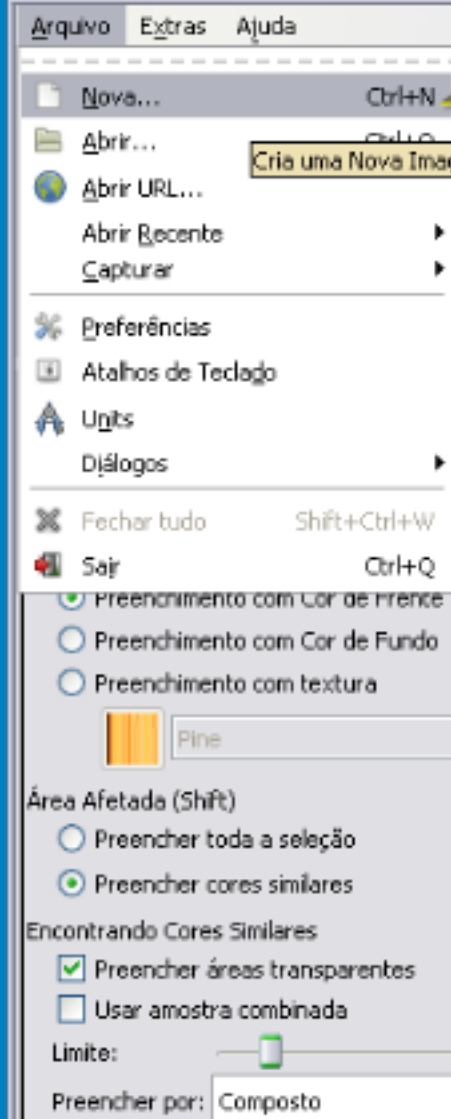 Arquivo Extras Ajuda
Nova... Ctrl+N
Abrir...
Cria uma Nova
Abrir URL...
Abrir Recente
Capturar
Preferências
Atalhos de Teclado
Units
Diálogos
Fechar tudo Shift+Ctrl+W
Sair Ctrl+Q
Preenchimento com Cor de Frente
Preenchimento com Cor de Fundo
Preenchimento com textura
Pine
Área Afetada (Shift)
Preencher toda a seleção
Preencher cores similares
Encontrando Cores Similares
Preencher áreas transparentes
Usar amostra combinada
Limite:
Preencher por: Composto